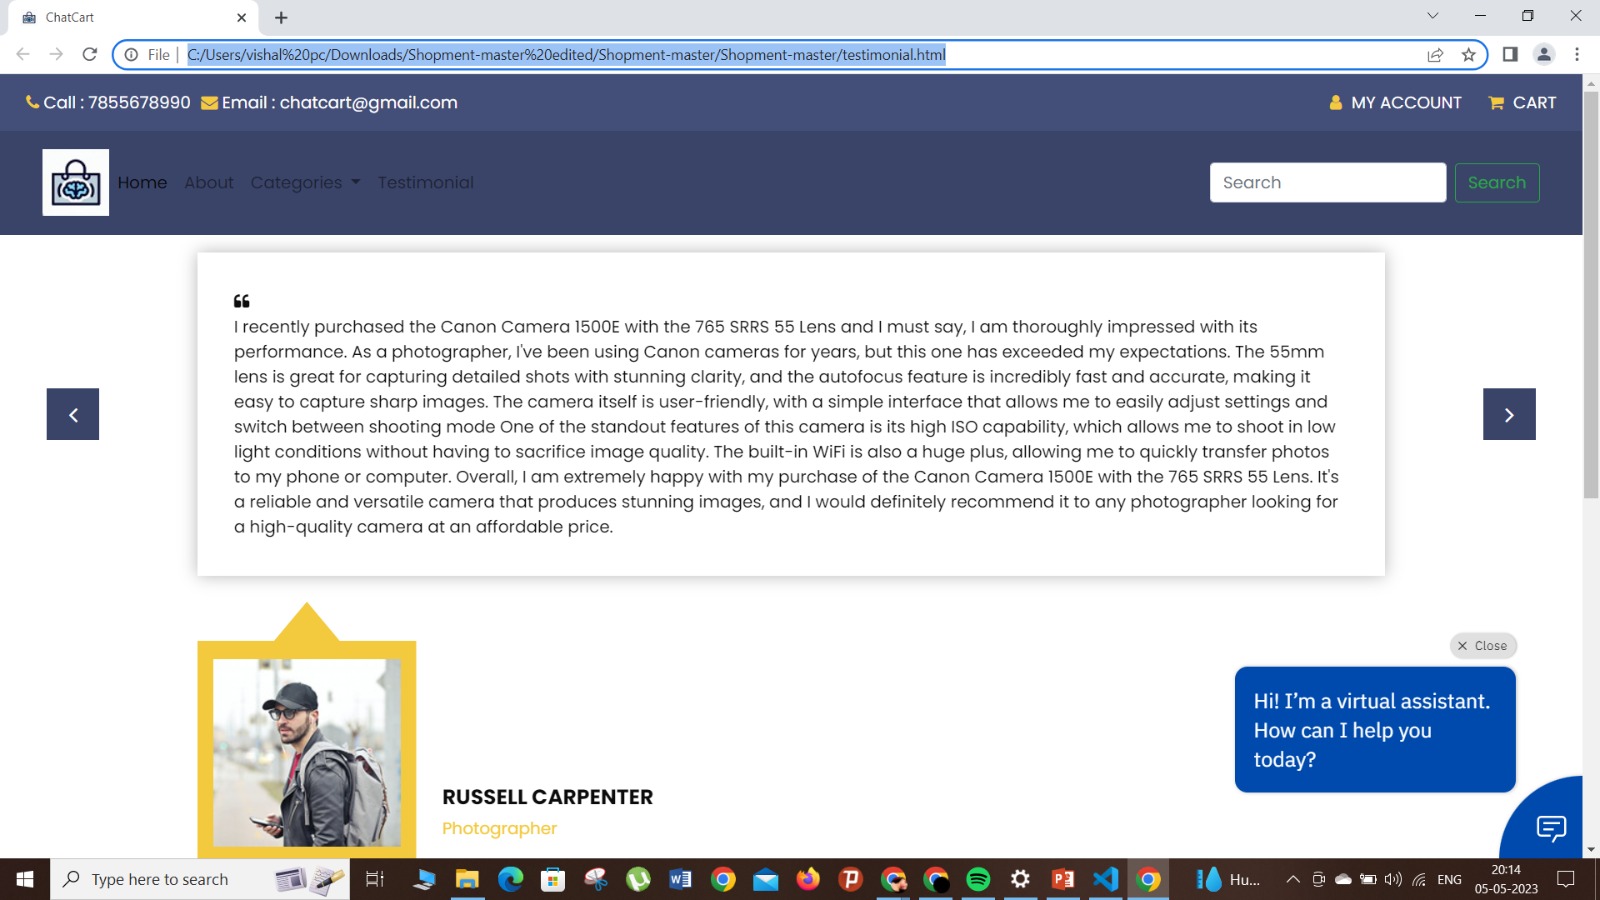 ChatCart
File
C:/Users/vishal%20pc/Downloads/Shopment-master%20edited/Shopment-master/Shopment-master/testimonial.html
Call : 7855678990 Email : chatcart@gmail.com
MY ACCOUNT CART
Home About Categories Testimonial
Search Search
I recently purchased the Canon Camera 1500E with the 765 SRRS 55 Lens and I must say, I am thoroughly impressed with its
performance. As a photographer, I've been using Canon cameras for years, but this one has exceeded my expectations. The 55mm
lens is great for capturing detailed shots with stunning clarity, and the autofocus feature is incredibly fast and accurate, making it
easy to capture sharp images. The camera itself is user-friendly, with a simple interface that allows me to easily adjust settings and
switch between shooting mode One of the standout features of this camera is its high ISO capability, which allows me to shoot in low
light conditions without having to sacrifice image quality. The built-in WiFi is also a huge plus, allowing me to quickly transfer photos
to my phone or computer. Overall, I am extremely happy with my purchase of the Canon Camera 1500E with the 765 SRRS 55 Lens. It's
a reliable and versatile camera that produces stunning images, and I would definitely recommend it to any photographer looking for
a high-quality camera at an affordable price.
RUSSELL CARPENTER
Photographer
Close
Hi! I'm a virtual assistant.
How can I help you
today?
Type here to search
Hu...
ENG
20:14
05-05-2023